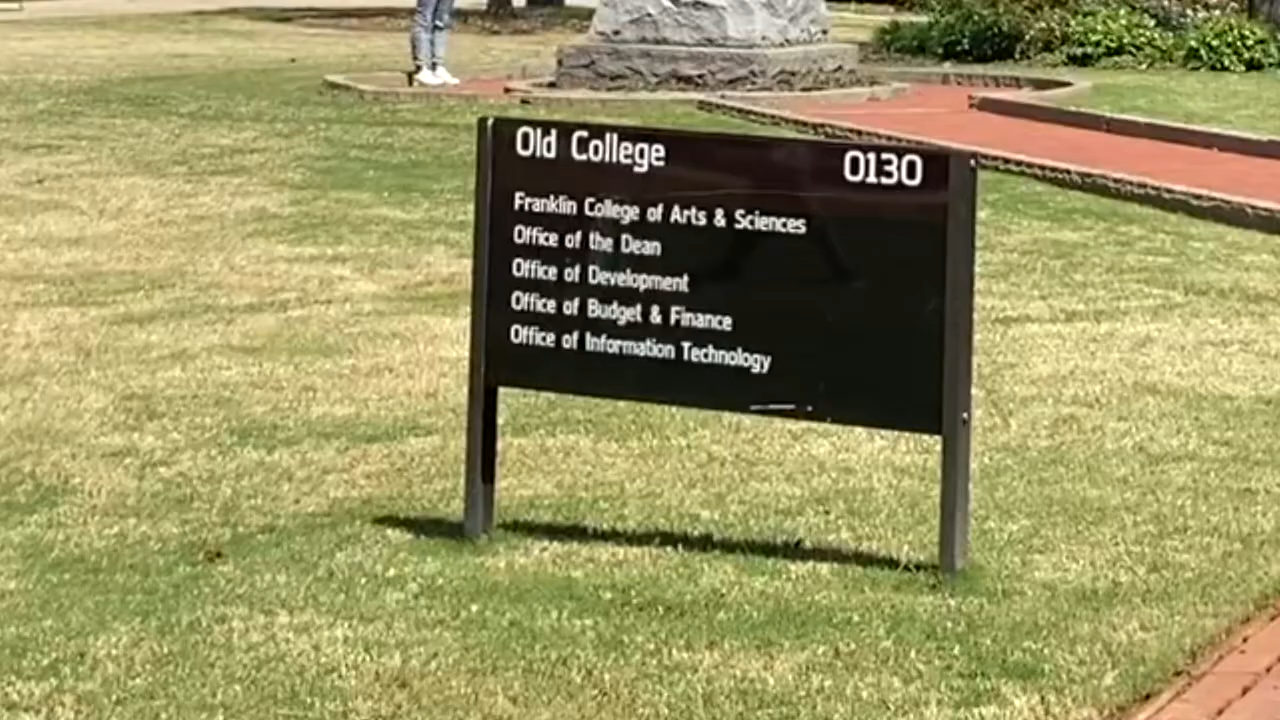 Old College
0130
Franklin College of Arts & Sciences
Office of the Dean
Office of Development
Office of Budget & Finance
Office of Information Technology